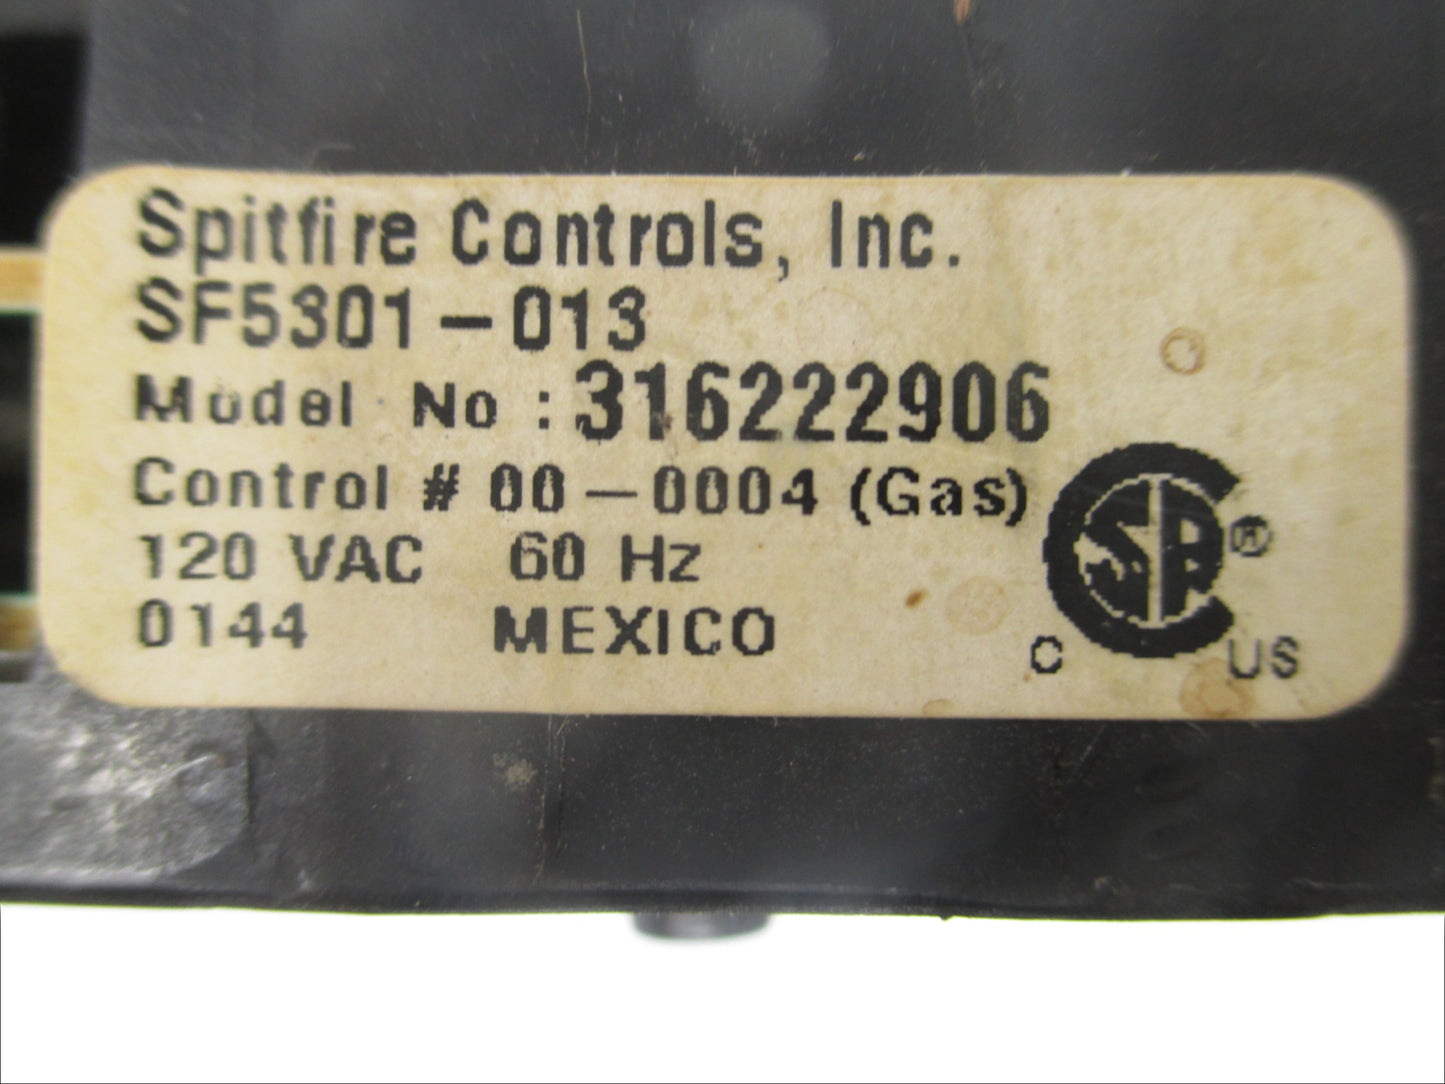 Spitfire Controls, Inc.
SF5301-013
Model No : 316222906
Control # 00-0004 (Gas)
120 VAC 60 Hz
0144 MEXICO
C SA ® US